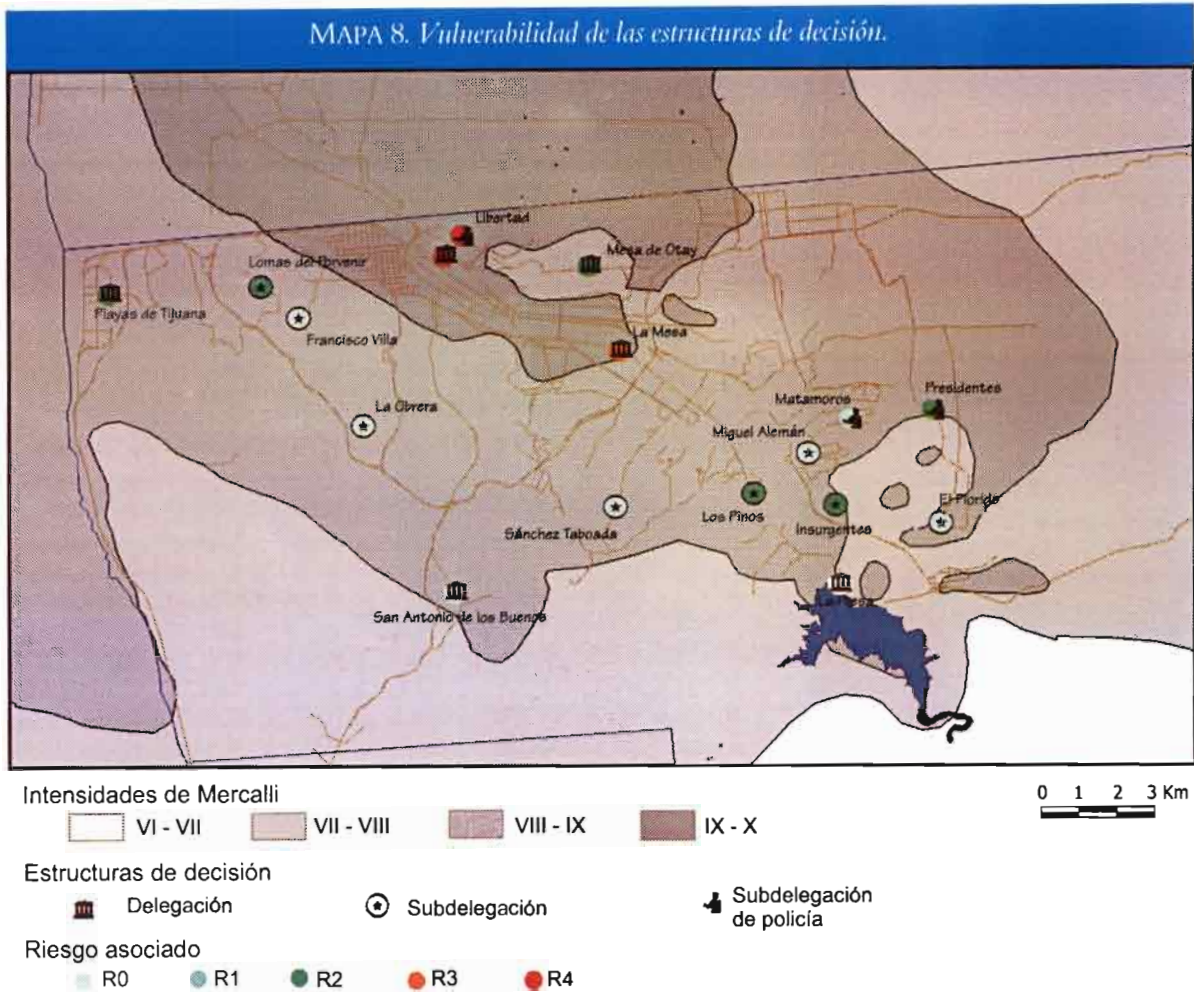 MAPA 8. Vulnerabilidad de las estructuras de decisión.
Libertad
Mesa de Otay
Lomas del Porvenir
Playas de Tijuana
Francisco Villa
La Mesa
La Obrera
Matamoros
Presidentes
Miguel Alemán
Sánchez Taboada
Los Pinos
Insurgentes
El Florido
San Antonio de los Buenos
Intensidades de Mercalli
0 1 2 3 Km
VI - VII VII - VIII VIII - IX IX - X
Estructuras de decisión
Delegación Subdelegación Subdelegación
de policía
Riesgo asociado
R0 R1 R2 R3 R4